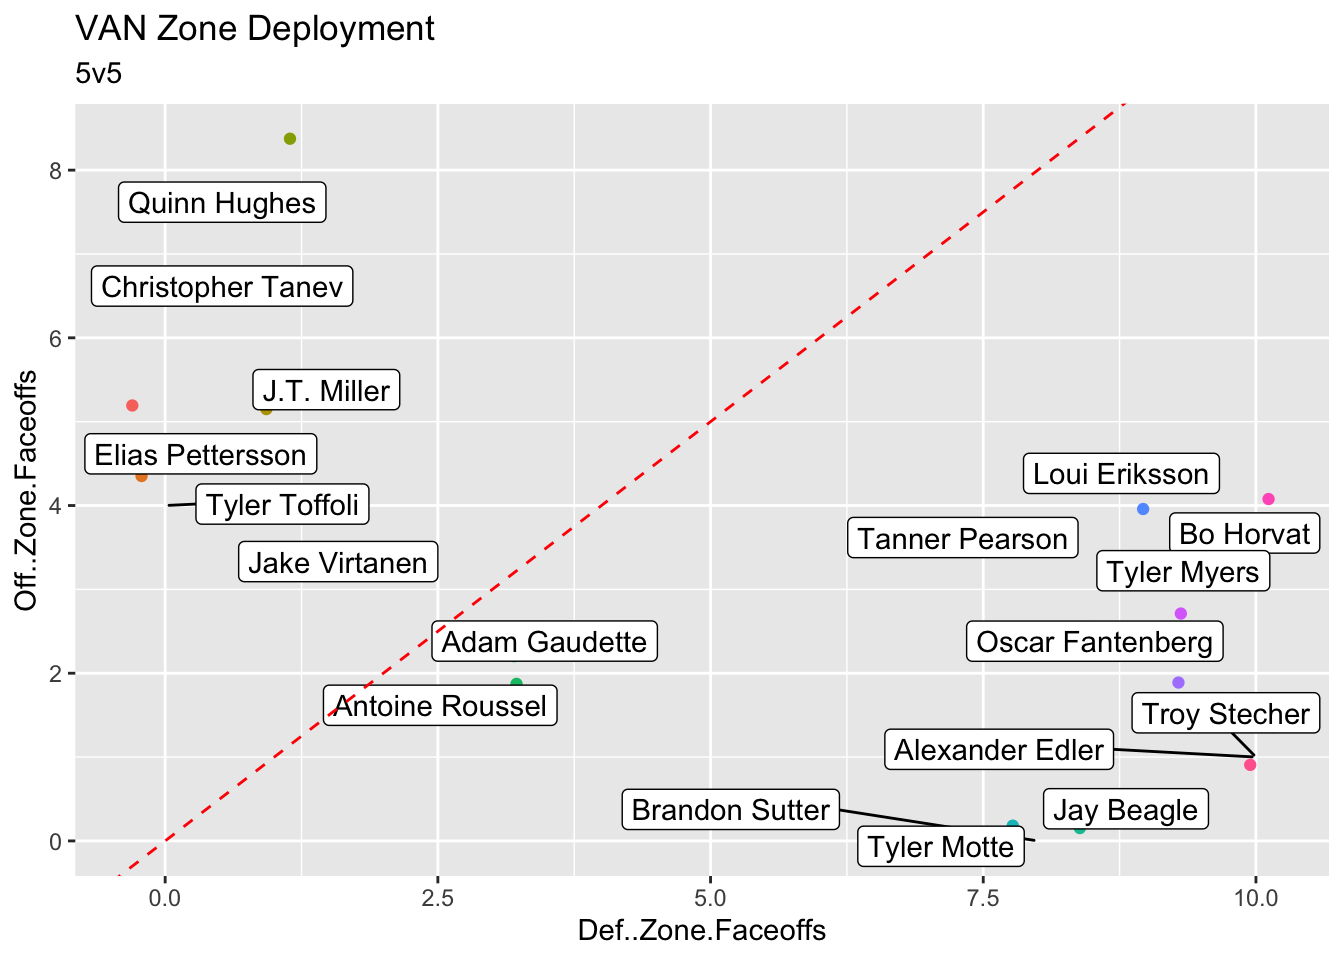 VAN Zone Deployment
5v5
Off..Zone.Faceoffs
8
6
4
2
0
Quinn Hughes
Christopher Tanev
J.T. Miller
Elias Pettersson
Loui Eriksson
Tyler Toffoli
Bo Horvat
Tanner Pearson
Jake Virtanen
Tyler Myers
Adam Gaudette
Oscar Fantenberg
Antoine Roussel
Troy Stecher
Alexander Edler
Brandon Sutter
Jay Beagle
Tyler Motte
0.0
2.5
5.0
7.5
10.0
Def..Zone.Faceoffs